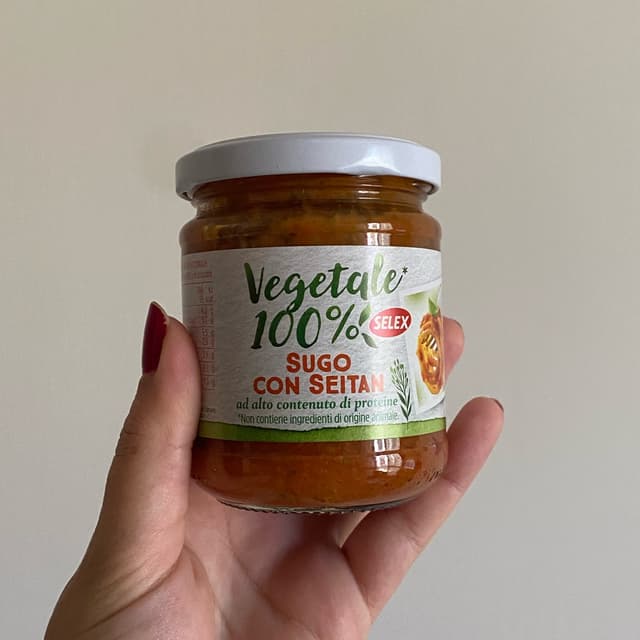 Vegetale*
100%
SELEX
SUGO
CON SEITAN
ad alto contenuto di proteine
*Non contiene ingredienti di origine animale.